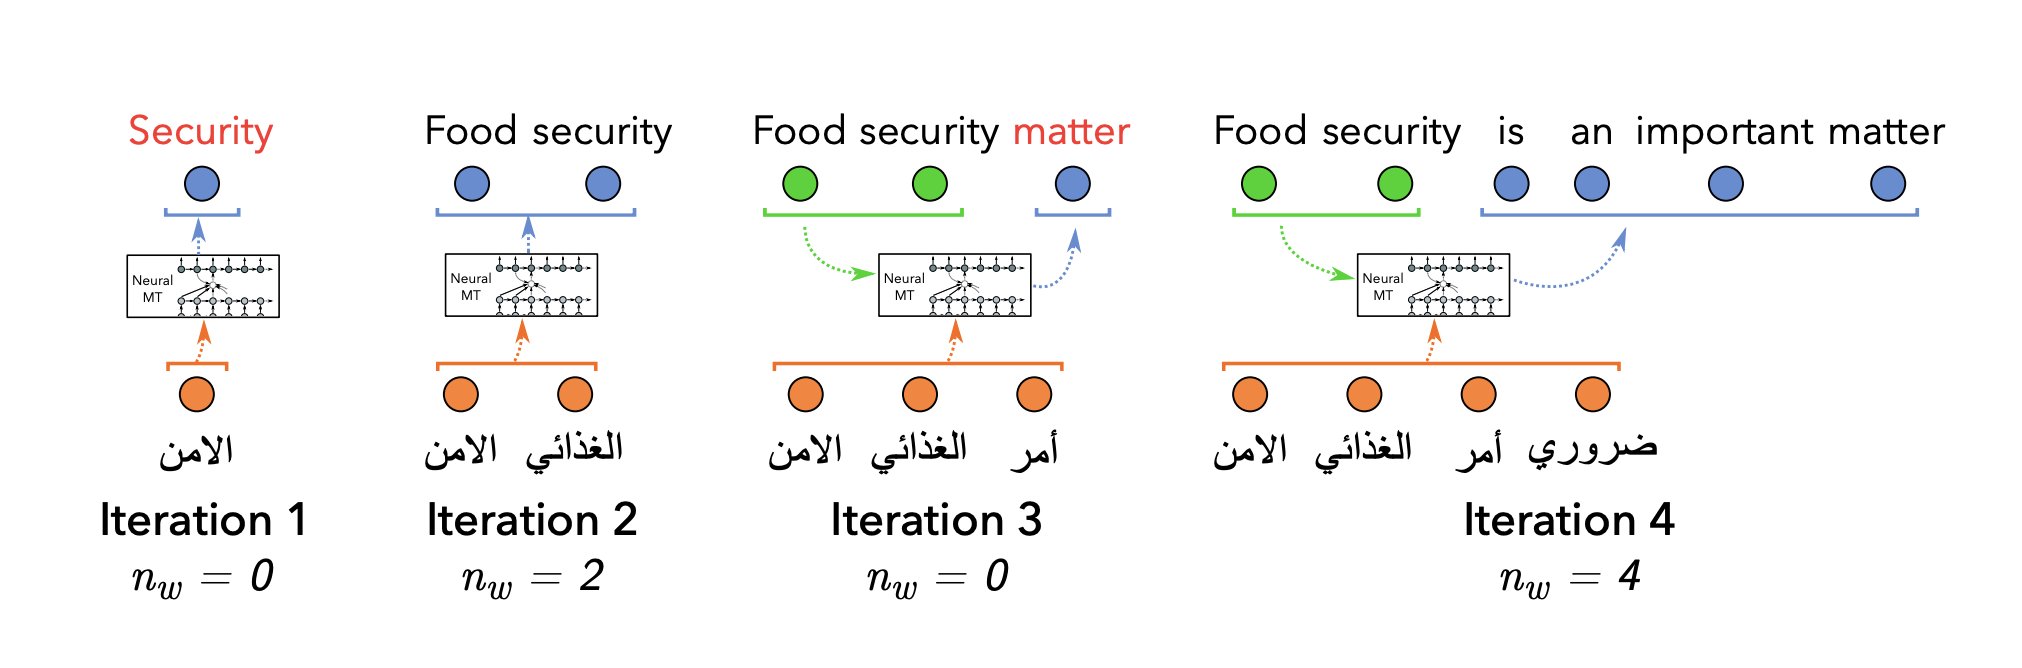 Security
Neural
MT
الامن
Iteration 1
n_w = 0
Food security
Neural
MT
الامن الغذائي
Iteration 2
n_w = 2
Food security matter
Neural
MT
الامن الغذائي أمر
Iteration 3
n_w = 0
Food security is an important matter
Neural
MT
الامن الغذائي أمر ضروري
Iteration 4
n_w = 4